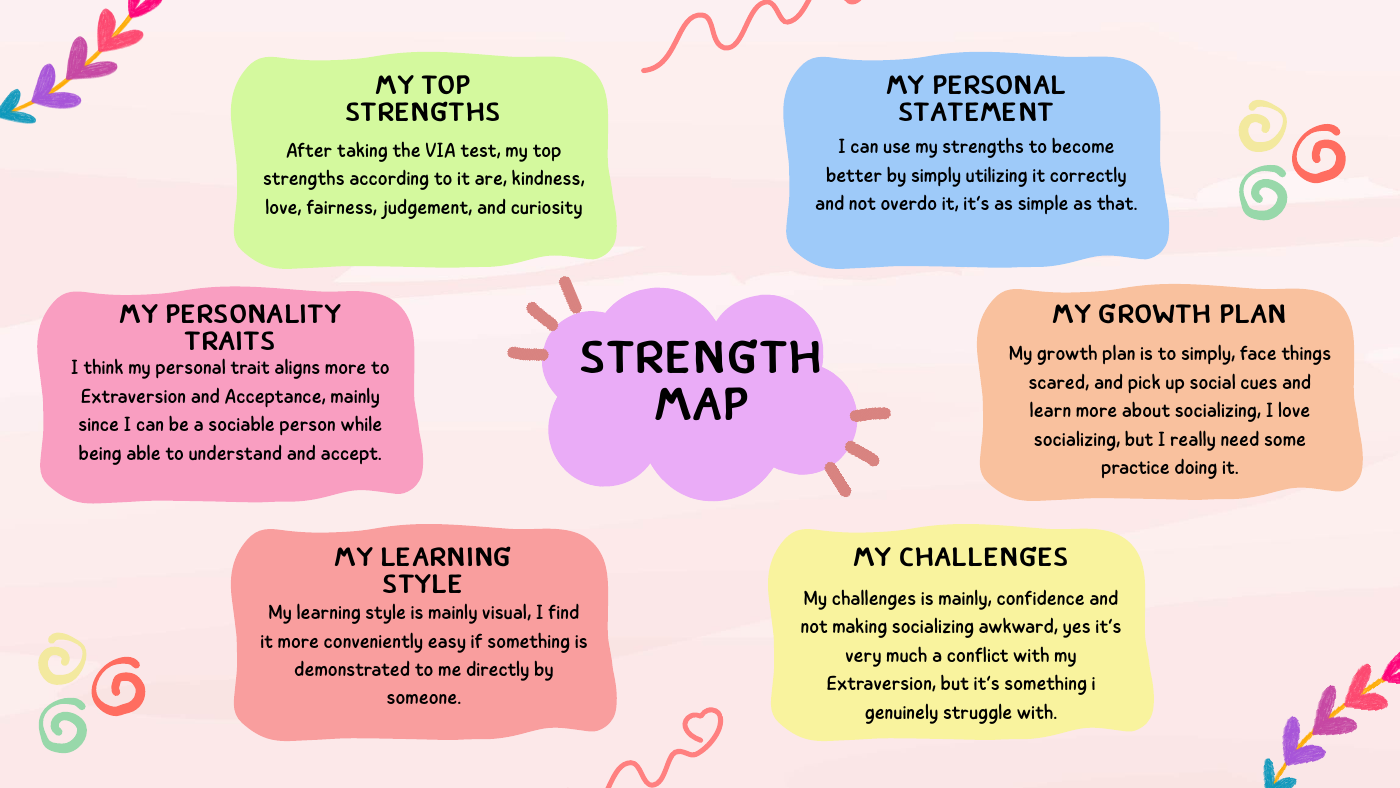 MY TOP
STRENGTHS
After taking the VIA test, my top
strengths according to it are, kindness,
love, fairness, judgement, and curiosity
MY PERSONAL
STATEMENT
I can use my strengths to become
better by simply utilizing it correctly
and not overdo it, it's as simple as that.
MY PERSONALITY
TRAITS
I think my personal trait aligns more to
Extraversion and Acceptance, mainly
since I can be a sociable person while
being able to understand and accept.
STRENGTH
MAP
MY GROWTH PLAN
My growth plan is to simply, face things
scared, and pick up social cues and
learn more about socializing, I love
socializing, but I really need some
practice doing it.
MY LEARNING
STYLE
My learning style is mainly visual, I find
it more conveniently easy if something is
demonstrated to me directly by
someone.
MY CHALLENGES
My challenges is mainly, confidence and
not making socializing awkward, yes it's
very much a conflict with my
Extraversion, but it's something i
genuinely struggle with.